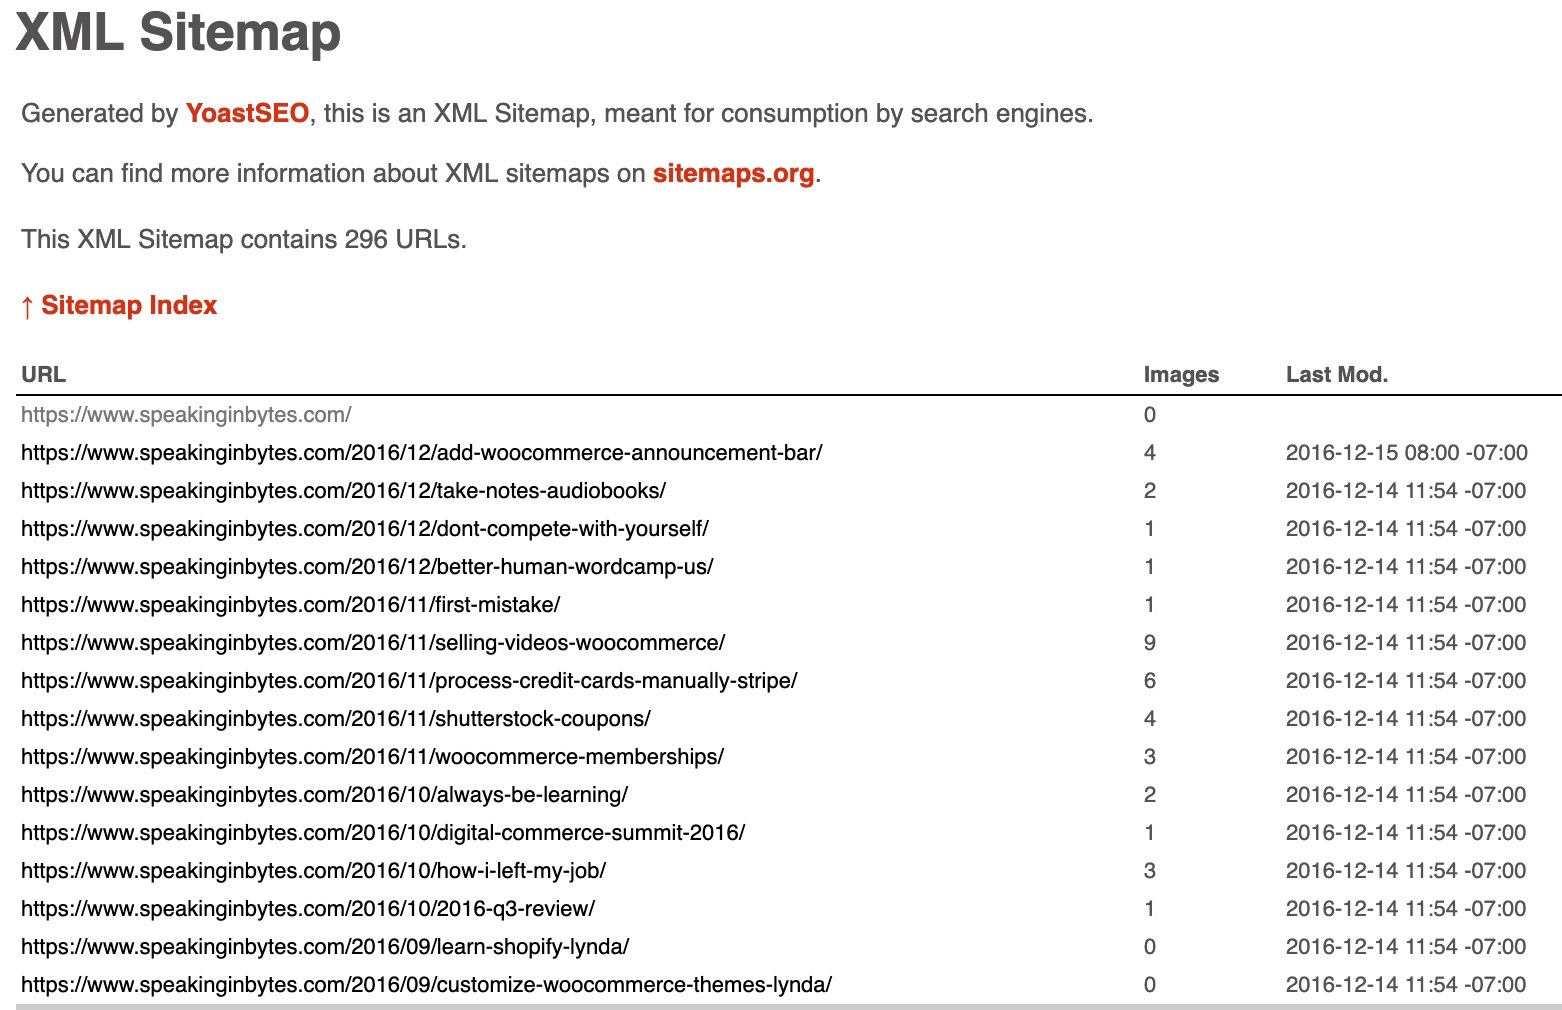 XML Sitemap
Generated by YoastSEO, this is an XML Sitemap, meant for consumption by search engines.
You can find more information about XML sitemaps on sitemaps.org.
This XML Sitemap contains 296 URLs.
↑ Sitemap Index
URL Images Last Mod.
https://www.speakinginbytes.com/ 0
https://www.speakinginbytes.com/2016/12/add-woocommerce-announcement-bar/ 4 2016-12-15 08:00 -07:00
https://www.speakinginbytes.com/2016/12/take-notes-audiobooks/ 2 2016-12-14 11:54 -07:00
https://www.speakinginbytes.com/2016/12/dont-compete-with-yourself/ 1 2016-12-14 11:54 -07:00
https://www.speakinginbytes.com/2016/12/better-human-wordcamp-us/ 1 2016-12-14 11:54 -07:00
https://www.speakinginbytes.com/2016/11/first-mistake/ 1 2016-12-14 11:54 -07:00
https://www.speakinginbytes.com/2016/11/selling-videos-woocommerce/ 9 2016-12-14 11:54 -07:00
https://www.speakinginbytes.com/2016/11/process-credit-cards-manually-stripe/ 6 2016-12-14 11:54 -07:00
https://www.speakinginbytes.com/2016/11/shutterstock-coupons/ 4 2016-12-14 11:54 -07:00
https://www.speakinginbytes.com/2016/11/woocommerce-memberships/ 3 2016-12-14 11:54 -07:00
https://www.speakinginbytes.com/2016/10/always-be-learning/ 2 2016-12-14 11:54 -07:00
https://www.speakinginbytes.com/2016/10/digital-commerce-summit-2016/ 1 2016-12-14 11:54 -07:00
https://www.speakinginbytes.com/2016/10/how-i-left-my-job/ 3 2016-12-14 11:54 -07:00
https://www.speakinginbytes.com/2016/10/2016-q3-review/ 1 2016-12-14 11:54 -07:00
https://www.speakinginbytes.com/2016/09/learn-shopify-lynda/ 0 2016-12-14 11:54 -07:00
https://www.speakinginbytes.com/2016/09/customize-woocommerce-themes-lynda/ 0 2016-12-14 11:54 -07:00